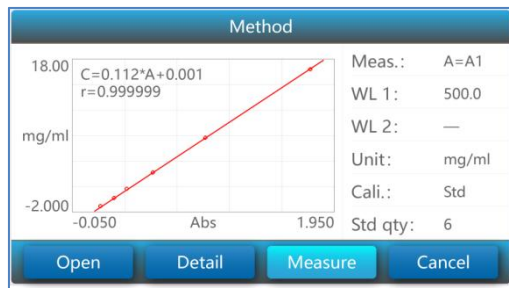 Method
18.00
C=0.112*A+0.001
r=0.999999
mg/ml
-2.000
-0.050 Abs 1.950
Meas.: A=A1
WL 1: 500.0
WL 2: —
Unit: mg/ml
Cali.: Std
Std qty: 6
Open Detail Measure Cancel